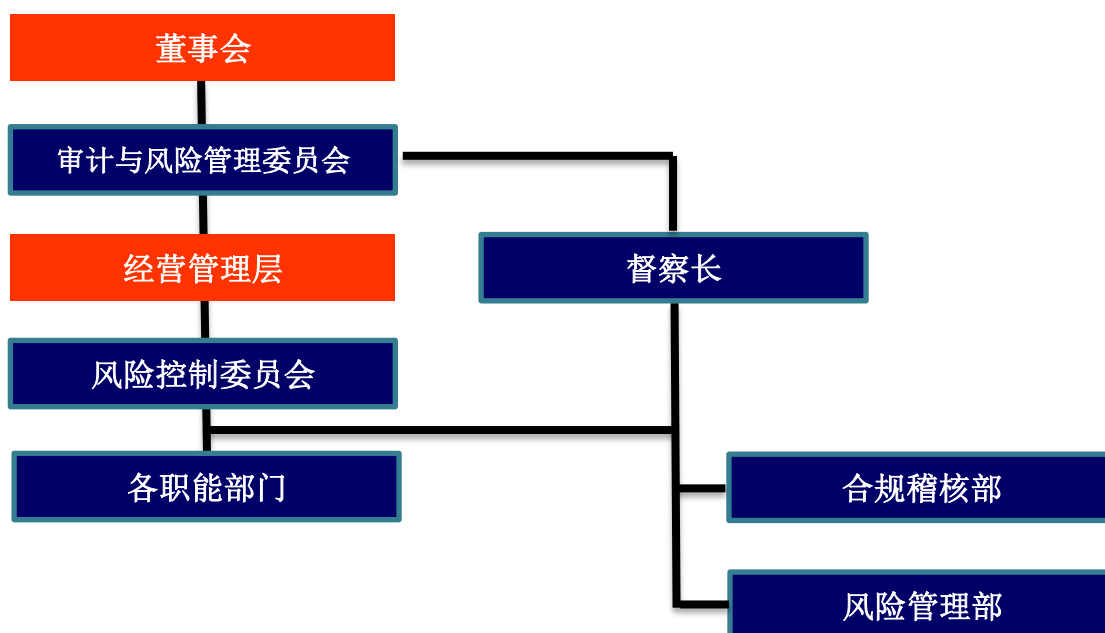 董事会
审计与风险管理委员会
经营管理层
督察长
风险控制委员会
各职能部门
合规稽核部
风险管理部